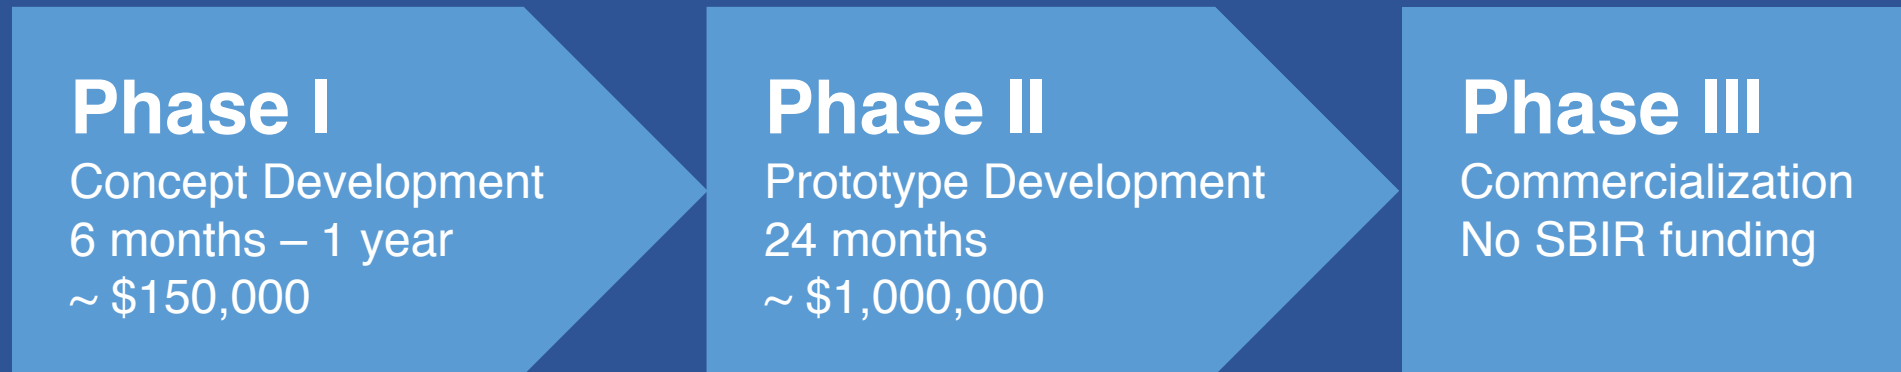 Phase I
Concept Development
6 months – 1 year
~ $150,000
Phase II
Prototype Development
24 months
~ $1,000,000
Phase III
Commercialization
No SBIR funding